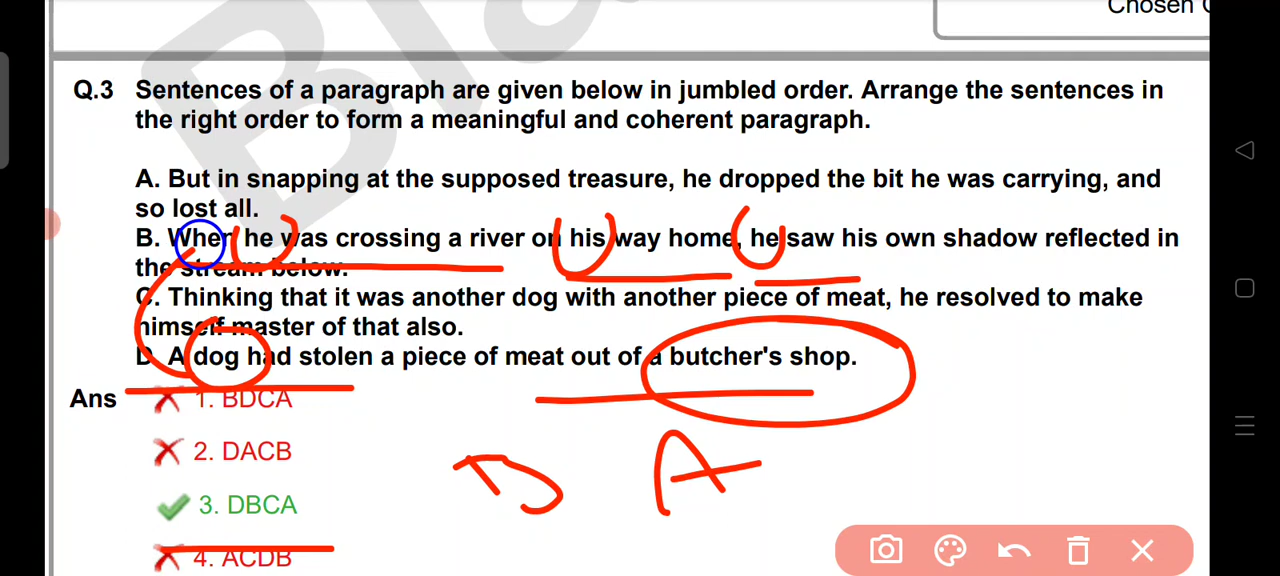 Chosen
Q.3 Sentences of a paragraph are given below in jumbled order. Arrange the sentences in
the right order to form a meaningful and coherent paragraph.
A. But in snapping at the supposed treasure, he dropped the bit he was carrying, and
so lost all.
B. When he was crossing a river on his way home, he saw his own shadow reflected in
the stream below.
C. Thinking that it was another dog with another piece of meat, he resolved to make
himself master of that also.
D. A dog had stolen a piece of meat out of a butcher's shop.
Ans 1. BDCA
2. DACB
3. DBCA
4. ACDB
D A